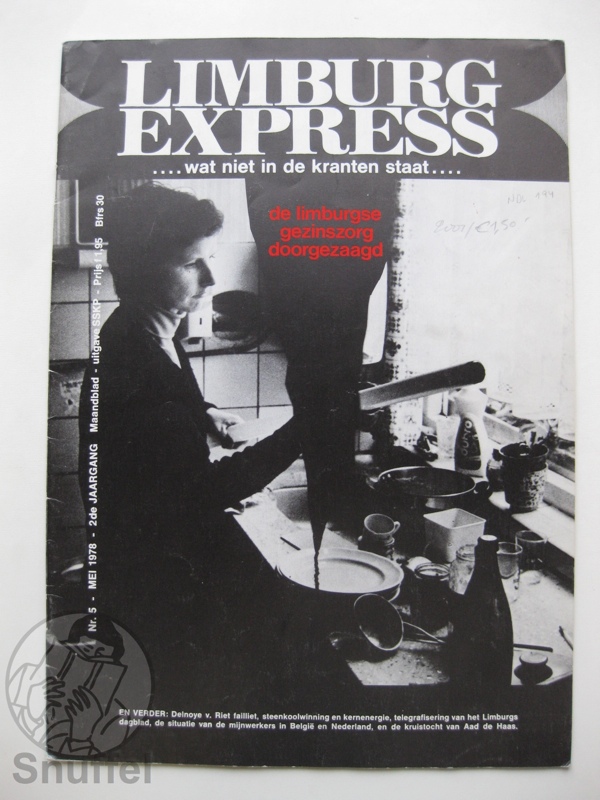 LIMBURG
EXPRESS
....wat niet in de kranten staat....
de limburgse
gezinszorg
doorgezaagd
Nr. 5 - MEI 1978 - 2de JAARGANG Maandblad - uitgave SSKP - Prijs f1,95 Bfrs 30
EN VERDER: Delnoye v. Riet failliet, steenkoolwinning en kernenergie, telegrafisering van het Limburgs
dagblad, de situatie van de mijnwerkers in België en Nederland, en de kruistocht van Aad de Haas.
Snuffel